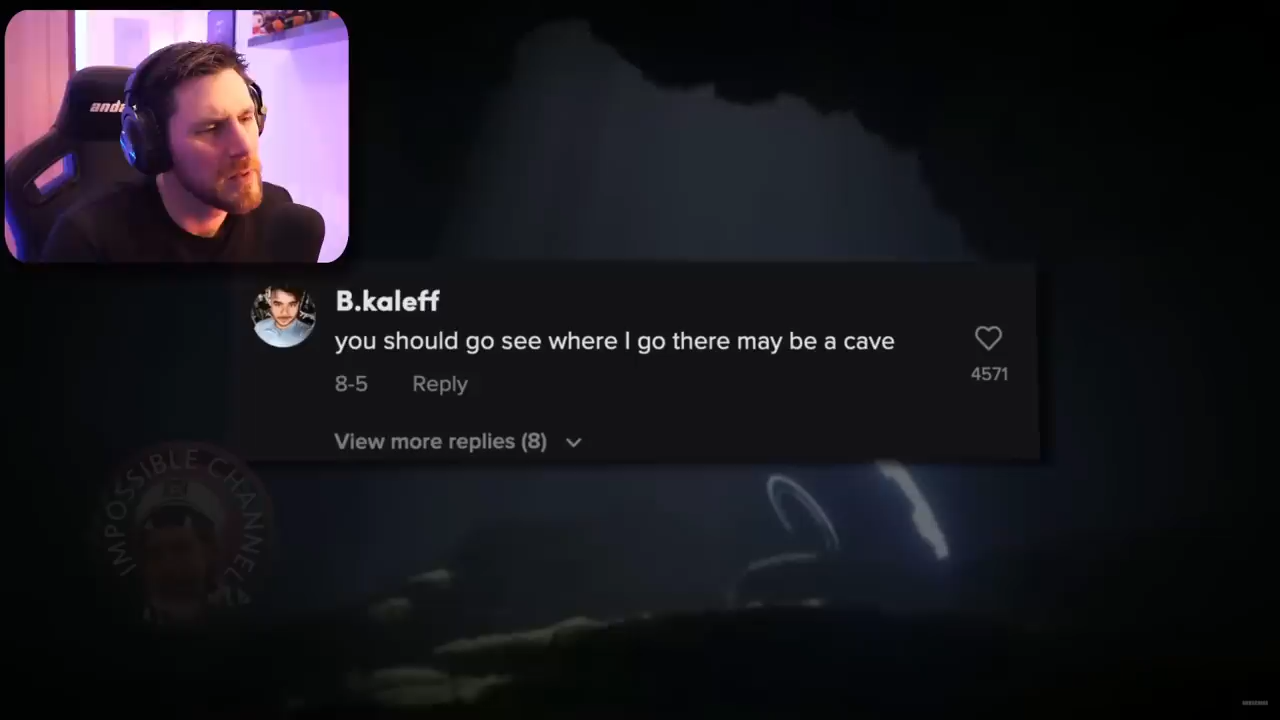 anda
B.kaleff
you should go see where I go there may be a cave
4571
8-5 Reply
View more replies (8)
IMPOSSIBLE CHANNEL